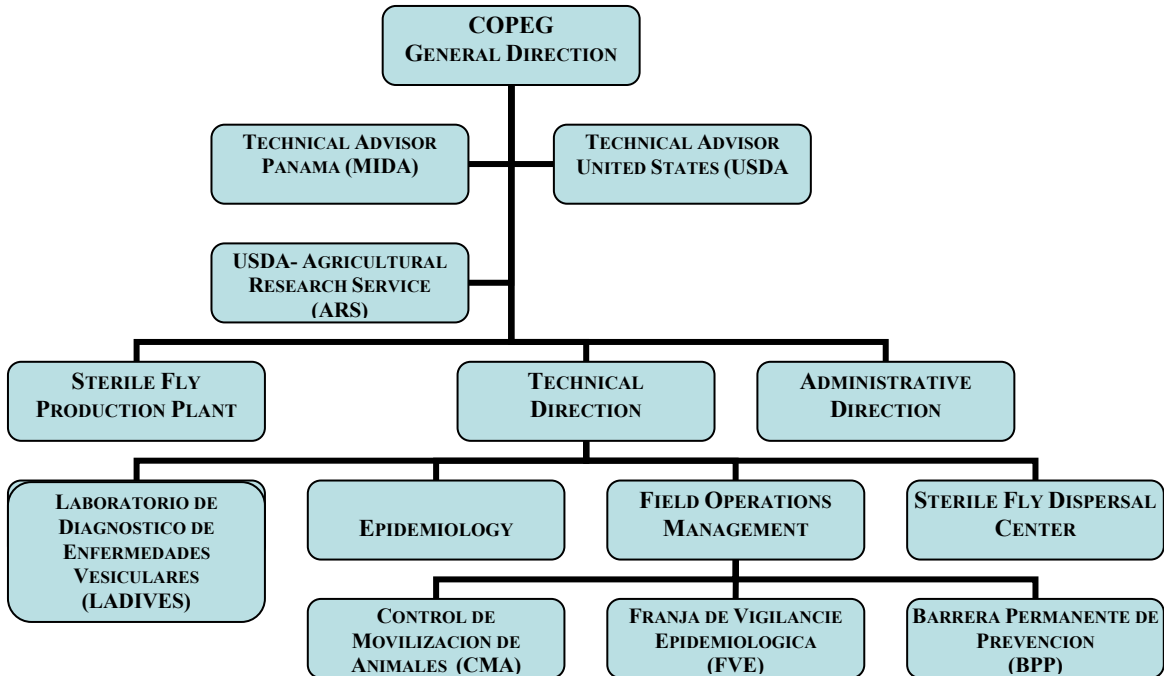 COPEG
GENERAL DIRECTION
TECHNICAL ADVISOR
PANAMA (MIDA)
TECHNICAL ADVISOR
UNITED STATES (USDA
USDA- AGRICULTURAL
RESEARCH SERVICE
(ARS)
STERILE FLY
PRODUCTION PLANT
TECHNICAL
DIRECTION
ADMINISTRATIVE
DIRECTION
LABORATORIO DE
DIAGNOSTICO DE
ENFERMEDADES
VESICULARES
(LADIVES)
EPIDEMIOLOGY
FIELD OPERATIONS
MANAGEMENT
STERILE FLY DISPERSAL
CENTER
CONTROL DE
MOVILIZACION DE
ANIMALES (CMA)
FRANJA DE VIGILANCIE
EPIDEMIOLOGICA
(FVE)
BARRERA PERMANENTE DE
PREVENCION
(BPP)